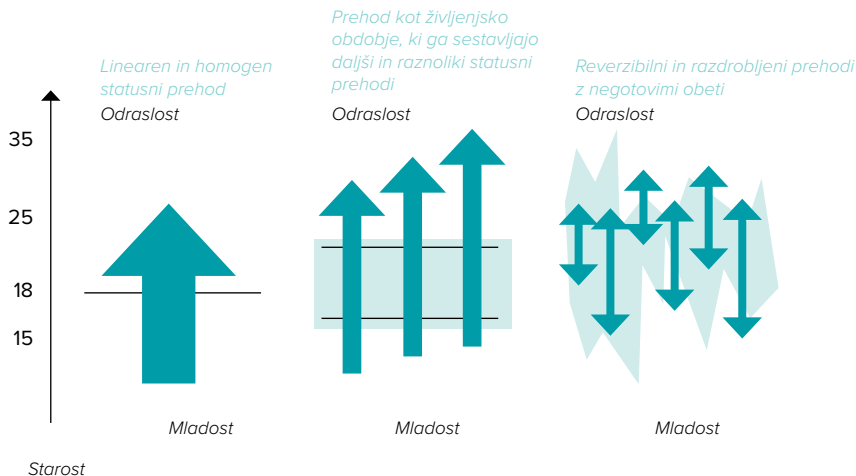 Linearen in homogen
statusni prehod
Odraslost
Prehod kot življenjsko
obdobje, ki ga sestavljajo
daljši in raznoliki statusni
prehodi
Odraslost
Reverzibilni in razdrobljeni prehodi
z negotovimi obeti
Odraslost
35
25
18
15
Mladost
Mladost
Mladost
Starost